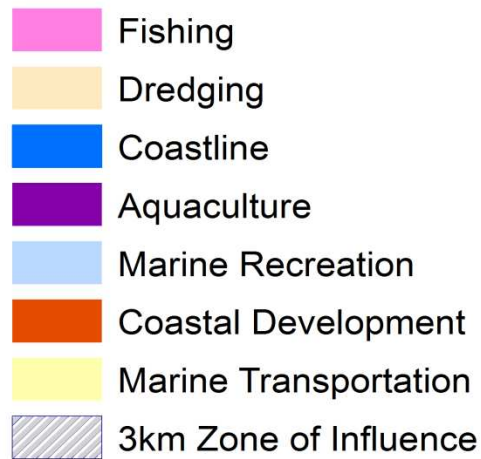 Fishing
Dredging
Coastline
Aquaculture
Marine Recreation
Coastal Development
Marine Transportation
3km Zone of Influence